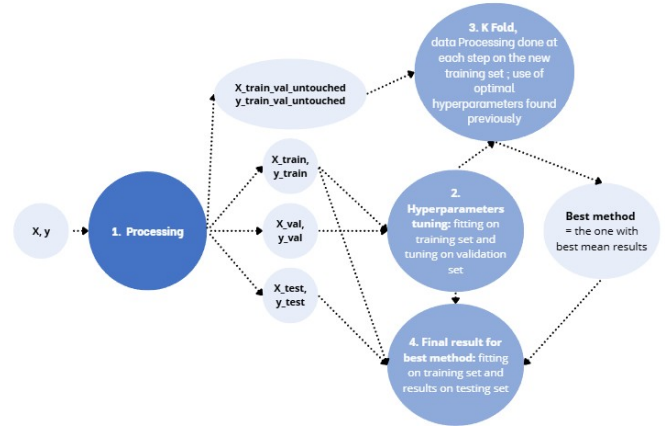 3. K Fold,
data Processing done at
each step on the new
training set ; use of
optimal
hyperparameters found
previously
X_train_val_untouched
y_train_val_untouched
X_train,
y_train
X, y
1. Processing
X_val,
y_val
2.
Hyperparameters
tuning: fitting on
training set and
tuning on validation
set
Best method
= the one with
best mean results
X_test,
y_test
4. Final result for
best method: fitting
on training set and
results on testing set